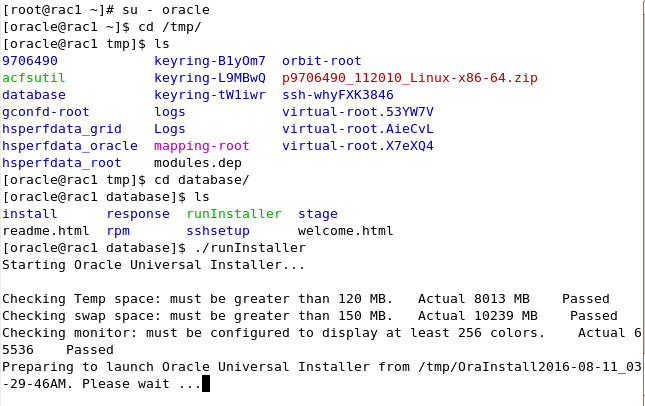 [root@rac1 ~]# su - oracle
[oracle@rac1 ~]$ cd /tmp/
[oracle@rac1 tmp]$ ls
9706490            keyring-B1yOm7  orbit-root
acfsutil           keyring-L9MBwQ  p9706490_112010_Linux-x86-64.zip
database           keyring-tW1iwr  ssh-whyFXK3846
gconfd-root        logs            virtual-root.53YW7V
hsperfdata_grid    Logs            virtual-root.AieCvL
hsperfdata_oracle  mapping-root    virtual-root.X7eXQ4
hsperfdata_root    modules.dep
[oracle@rac1 tmp]$ cd database/
[oracle@rac1 database]$ ls
install      response  runInstaller  stage
readme.html  rpm       sshsetup      welcome.html
[oracle@rac1 database]$ ./runInstaller
Starting Oracle Universal Installer...

Checking Temp space: must be greater than 120 MB.   Actual 8013 MB    Passed
Checking swap space: must be greater than 150 MB.   Actual 10239 MB    Passed
Checking monitor: must be configured to display at least 256 colors.    Actual 6
5536    Passed
Preparing to launch Oracle Universal Installer from /tmp/OraInstall2016-08-11_03
-29-46AM. Please wait ...